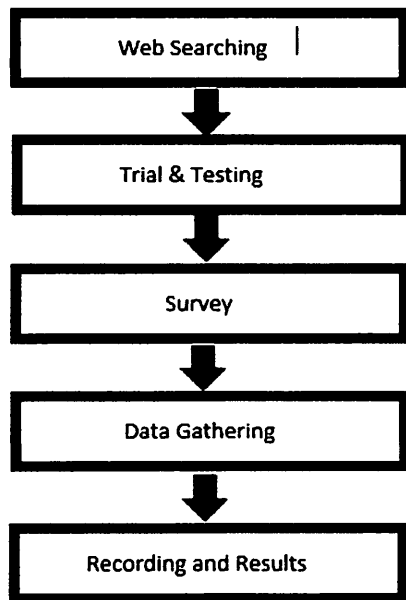 Web Searching
Trial & Testing
Survey
Data Gathering
Recording and Results